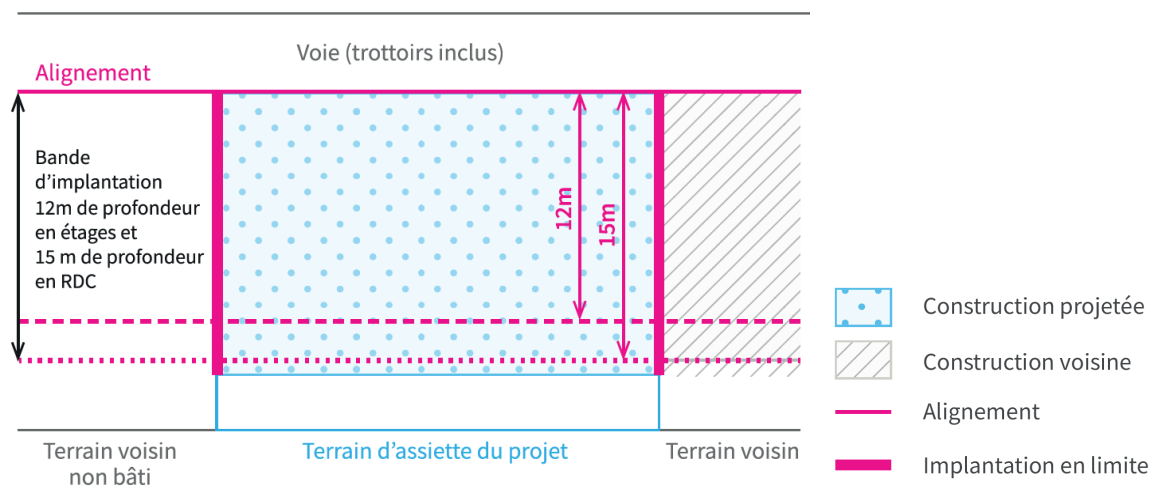 Voie (trottoirs inclus)
Alignement
Bande
d’implantation
12m de profondeur
en étages et
15 m de profondeur
en RDC
12m
15m
Construction projetée
Construction voisine
Alignement
Implantation en limite
Terrain voisin
non bâti
Terrain d’assiette du projet
Terrain voisin